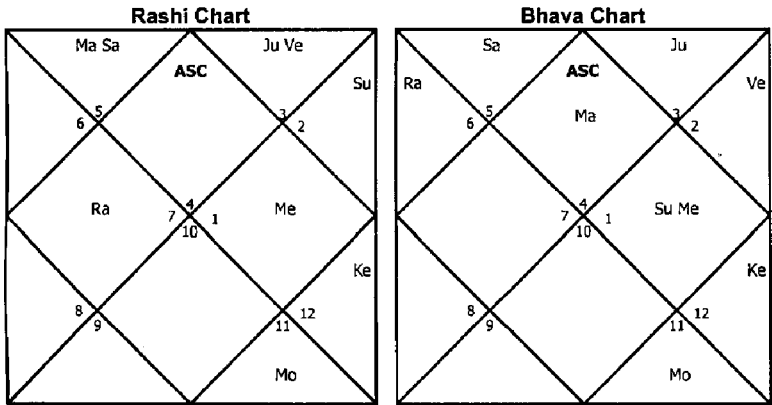 Rashi Chart Bhava Chart
Ma Sa Ju Ve Sa Ju
ASC ASC
Su Ra Ve
Ma
5 3 5 3
6 2 6 2
Ra 4 Me 4 Su Me
7 1 7 1
10 10
Ke Ke
8 12 8 12
9 11 9 11
Mo Mo